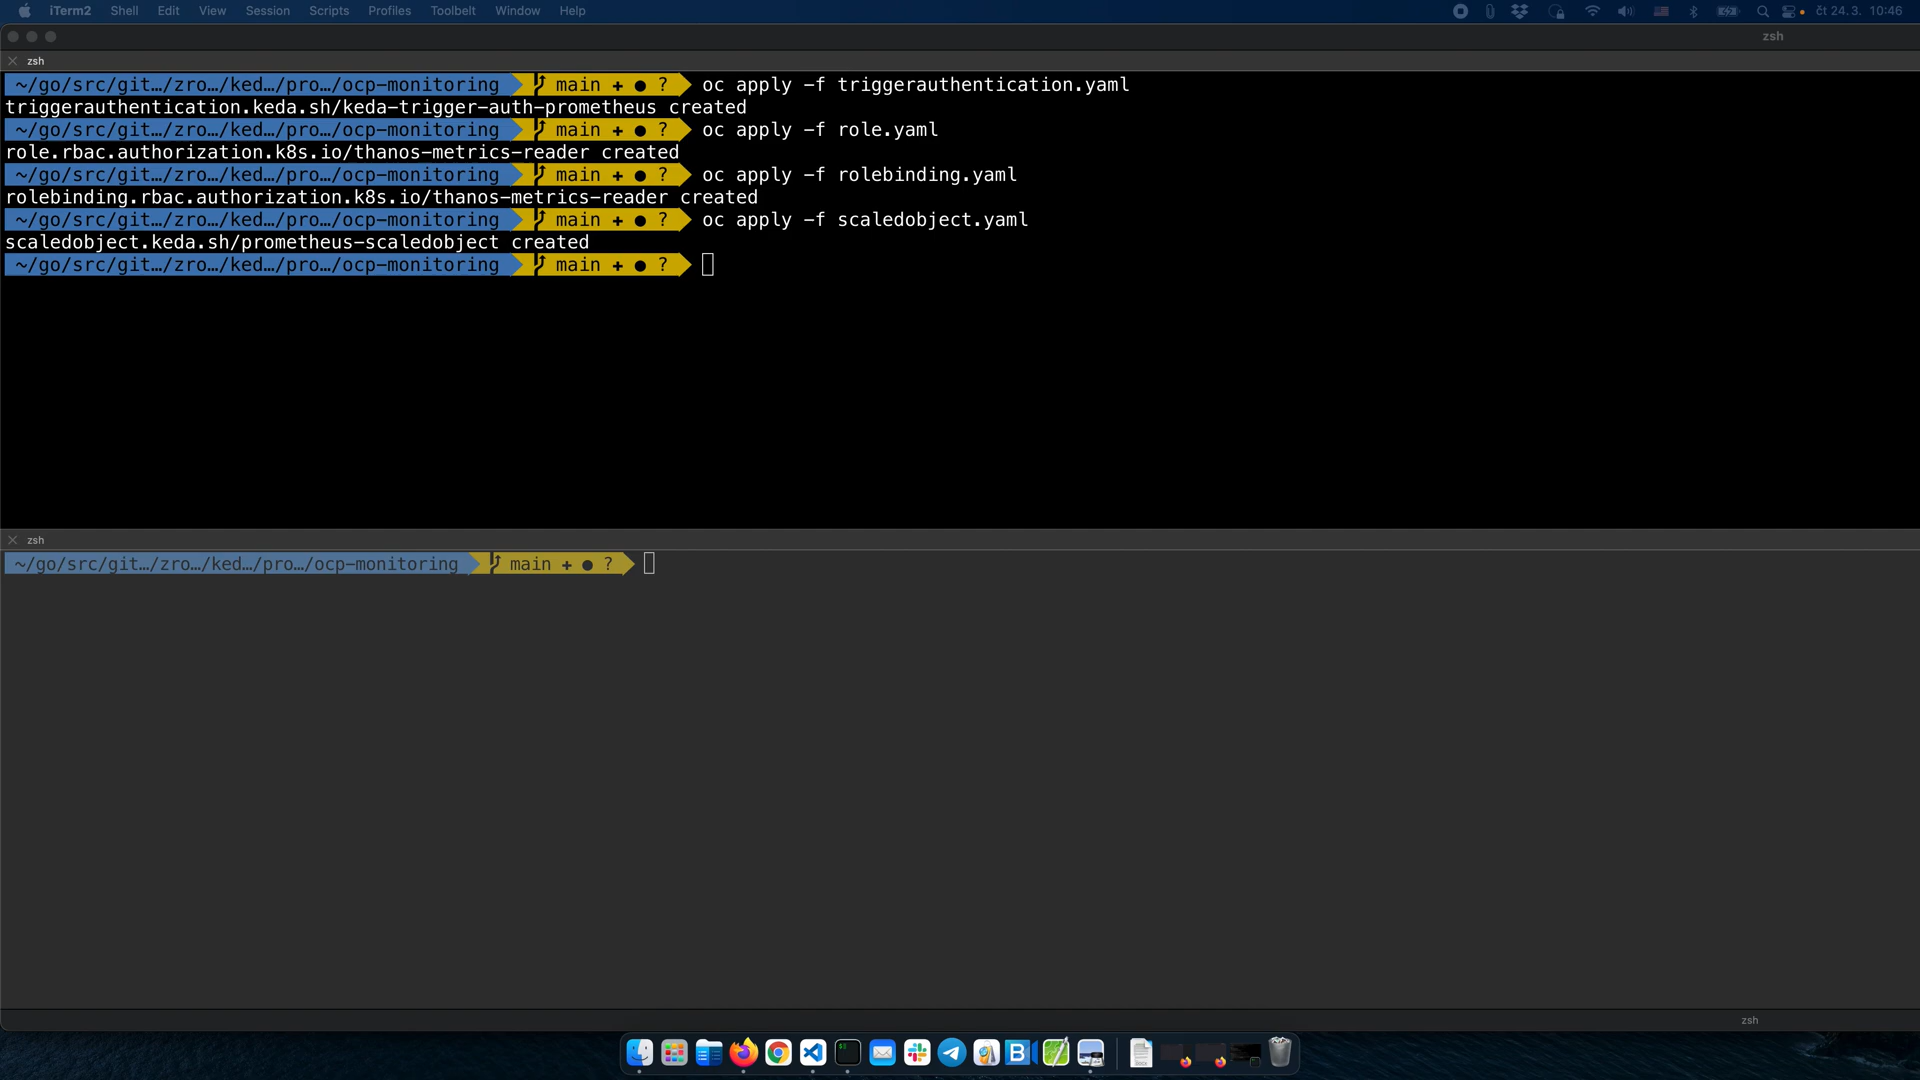 iTerm2 Shell Edit View Session Scripts Profiles Toolbelt Window Help čt 24.3. 10:46
zsh
zsh
~/go/src/git…/zro…/ked…/pro…/ocp-monitoring main + ● ? oc apply -f triggerauthentication.yaml
triggerauthentication.keda.sh/keda-trigger-auth-prometheus created
~/go/src/git…/zro…/ked…/pro…/ocp-monitoring main + ● ? oc apply -f role.yaml
role.rbac.authorization.k8s.io/thanos-metrics-reader created
~/go/src/git…/zro…/ked…/pro…/ocp-monitoring main + ● ? oc apply -f rolebinding.yaml
rolebinding.rbac.authorization.k8s.io/thanos-metrics-reader created
~/go/src/git…/zro…/ked…/pro…/ocp-monitoring main + ● ? oc apply -f scaledobject.yaml
scaledobject.keda.sh/prometheus-scaledobject created
~/go/src/git…/zro…/ked…/pro…/ocp-monitoring main + ● ?
zsh
~/go/src/git…/zro…/ked…/pro…/ocp-monitoring main + ● ?
zsh